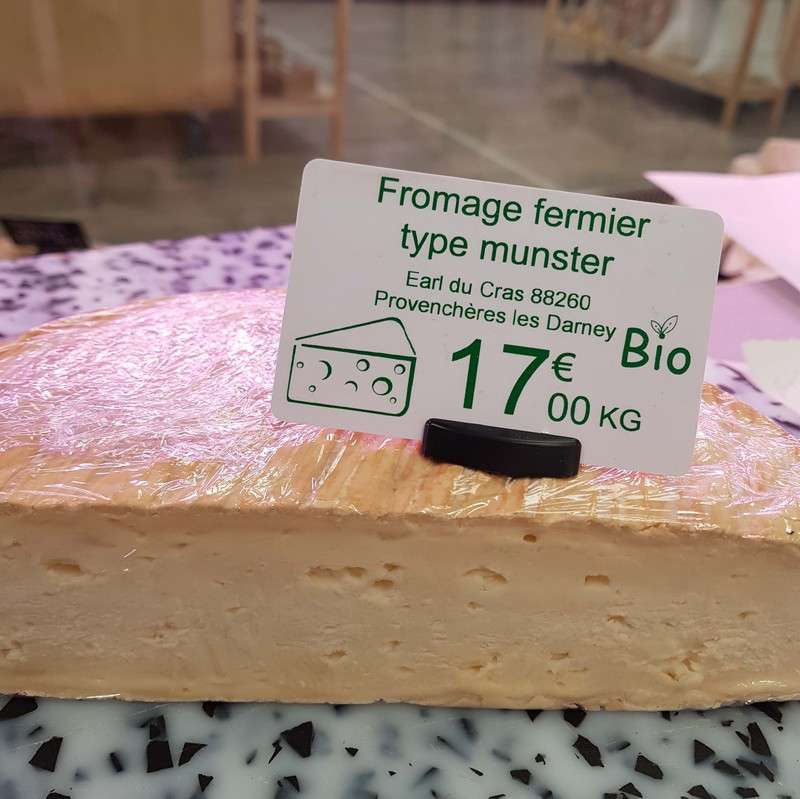 Fromage fermier
type munster
Earl du Cras 88260
Provenchères les Darney
Bio
17€
00 KG